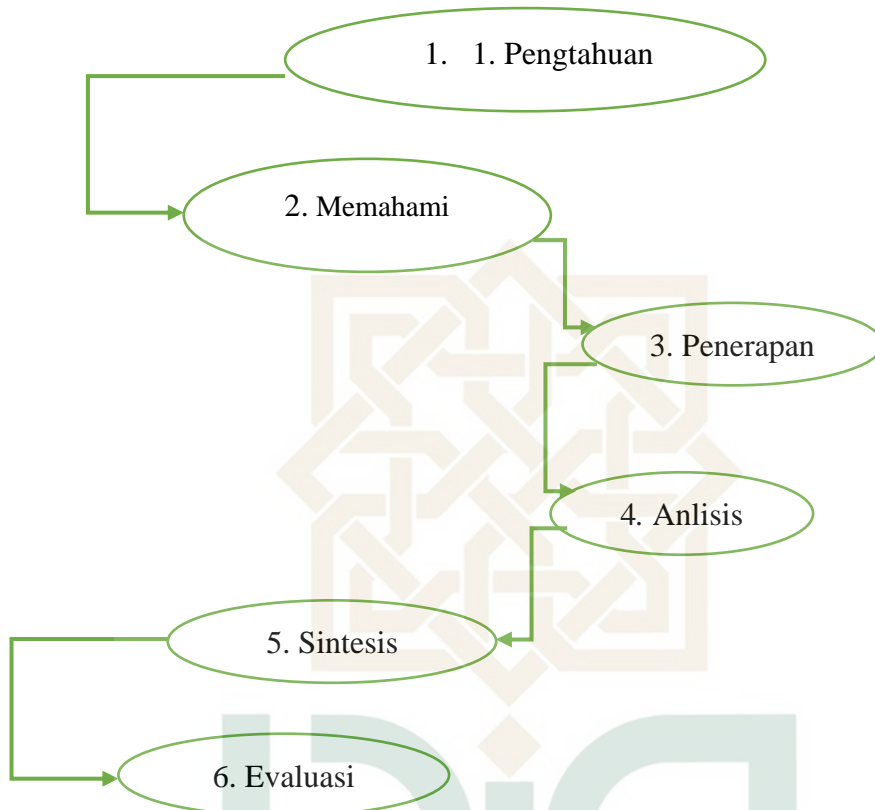 1. 1. Pengtahuan
2. Memahami
3. Penerapan
4. Anlisis
5. Sintesis
6. Evaluasi